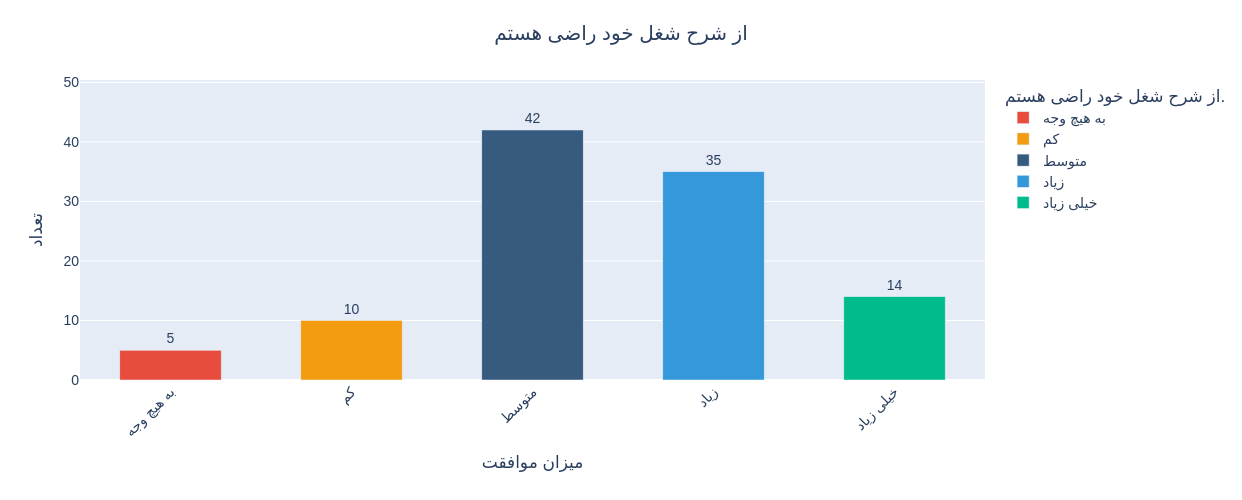 از شرح شغل خود راضی هستم
50
40
30
20
10
0
تعداد
5
10
42
35
14
به هیچ وجه
کم
متوسط
زیاد
خیلی زیاد
میزان موافقت
از شرح شغل خود راضی هستم.
به هیچ وجه
کم
متوسط
زیاد
خیلی زیاد